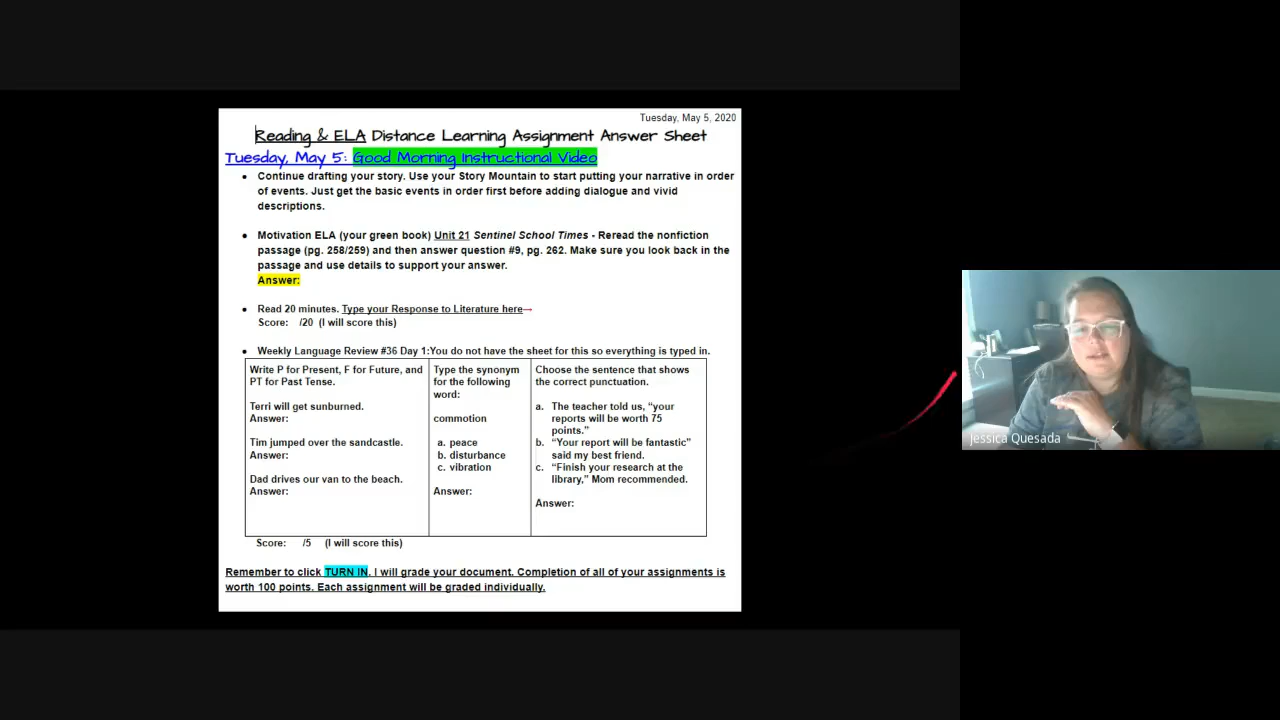 Tuesday, May 5, 2020
Reading & ELA Distance Learning Assignment Answer Sheet
Tuesday, May 5: Good Morning Instructional Video
• Continue drafting your story. Use your Story Mountain to start putting your narrative in order
of events. Just get the basic events in order first before adding dialogue and vivid
descriptions.
• Motivation ELA (your green book) Unit 21 Sentinel School Times - Reread the nonfiction
passage (pg. 258/259) and then answer question #9, pg. 262. Make sure you look back in the
passage and use details to support your answer.
Answer:
• Read 20 minutes. Type your Response to Literature here→
Score: /20 (I will score this)
• Weekly Language Review #36 Day 1:You do not have the sheet for this so everything is typed in.
Write P for Present, F for Future, and
PT for Past Tense.
Terri will get sunburned.
Answer:
Tim jumped over the sandcastle.
Answer:
Dad drives our van to the beach.
Answer:
Type the synonym
for the following
word:
commotion
a. peace
b. disturbance
c. vibration
Answer:
Choose the sentence that shows
the correct punctuation.
a. The teacher told us, “your
reports will be worth 75
points.”
b. “Your report will be fantastic”
said my best friend.
c. “Finish your research at the
library,” Mom recommended.
Answer:
Score: /5 (I will score this)
Remember to click TURN IN. I will grade your document. Completion of all of your assignments is
worth 100 points. Each assignment will be graded individually.
Jessica Quesada